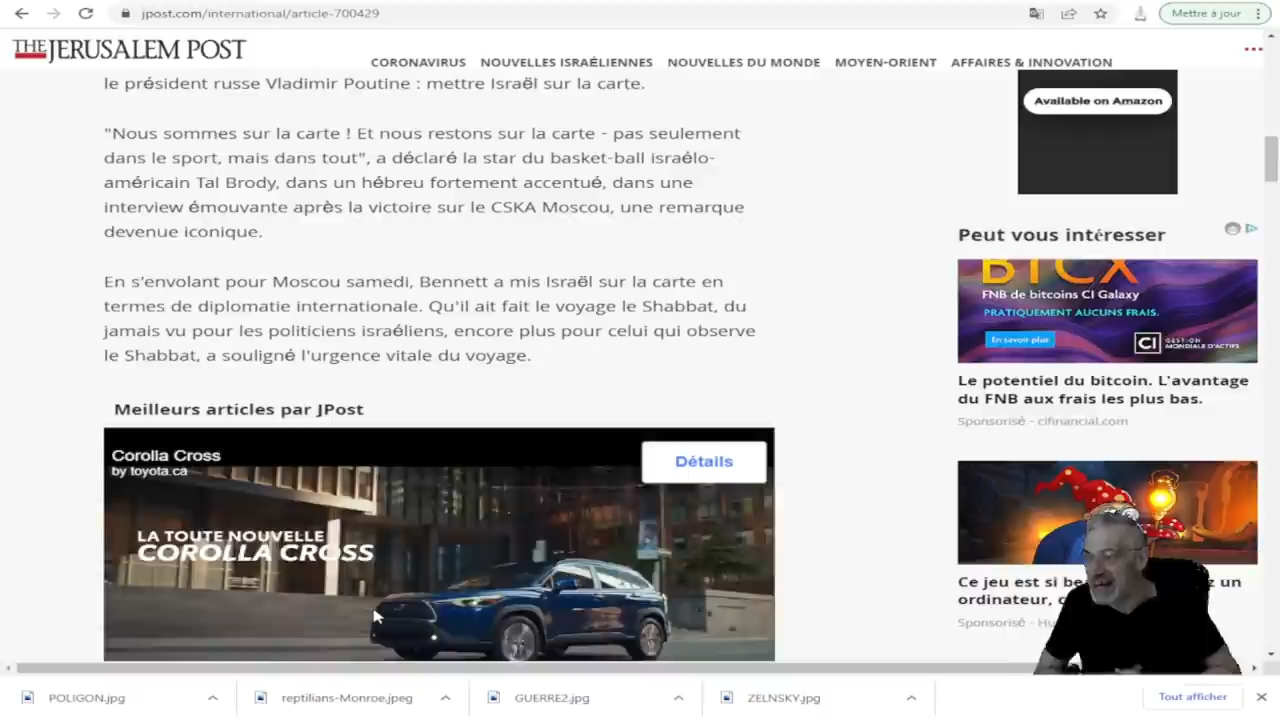 jpost.com/international/article-700429
Mettre à jour
THE JERUSALEM POST
CORONAVIRUS NOUVELLES ISRAÉLIENNES NOUVELLES DU MONDE MOYEN-ORIENT AFFAIRES & INNOVATION
le président russe Vladimir Poutine : mettre Israël sur la carte.
"Nous sommes sur la carte ! Et nous restons sur la carte - pas seulement
dans le sport, mais dans tout", a déclaré la star du basket-ball israélo-
américain Tal Brody, dans un hébreu fortement accentué, dans une
interview émouvante après la victoire sur le CSKA Moscou, une remarque
devenue iconique.
En s'envolant pour Moscou samedi, Bennett a mis Israël sur la carte en
termes de diplomatie internationale. Qu'il ait fait le voyage le Shabbat, du
jamais vu pour les politiciens israéliens, encore plus pour celui qui observe
le Shabbat, a souligné l'urgence vitale du voyage.
Meilleurs articles par JPost
Corolla Cross
by toyota.ca
Détails
LA TOUTE NOUVELLE
COROLLA CROSS
Available on Amazon
Peut vous intéresser
BTCX
FNB de bitcoins CI Galaxy
PRATIQUEMENT AUCUNS FRAIS.
En savoir plus
CI GESTION
MONDIALE D'ACTIFS
Le potentiel du bitcoin. L'avantage
du FNB aux frais les plus bas.
Sponsorisé - cifinancial.com
Ce jeu est si un
ordinateur,
Sponsorisé
POLIGON.jpg
reptilians-Monroe.jpeg
GUERRE2.jpg
ZELNSKY.jpg
Tout afficher